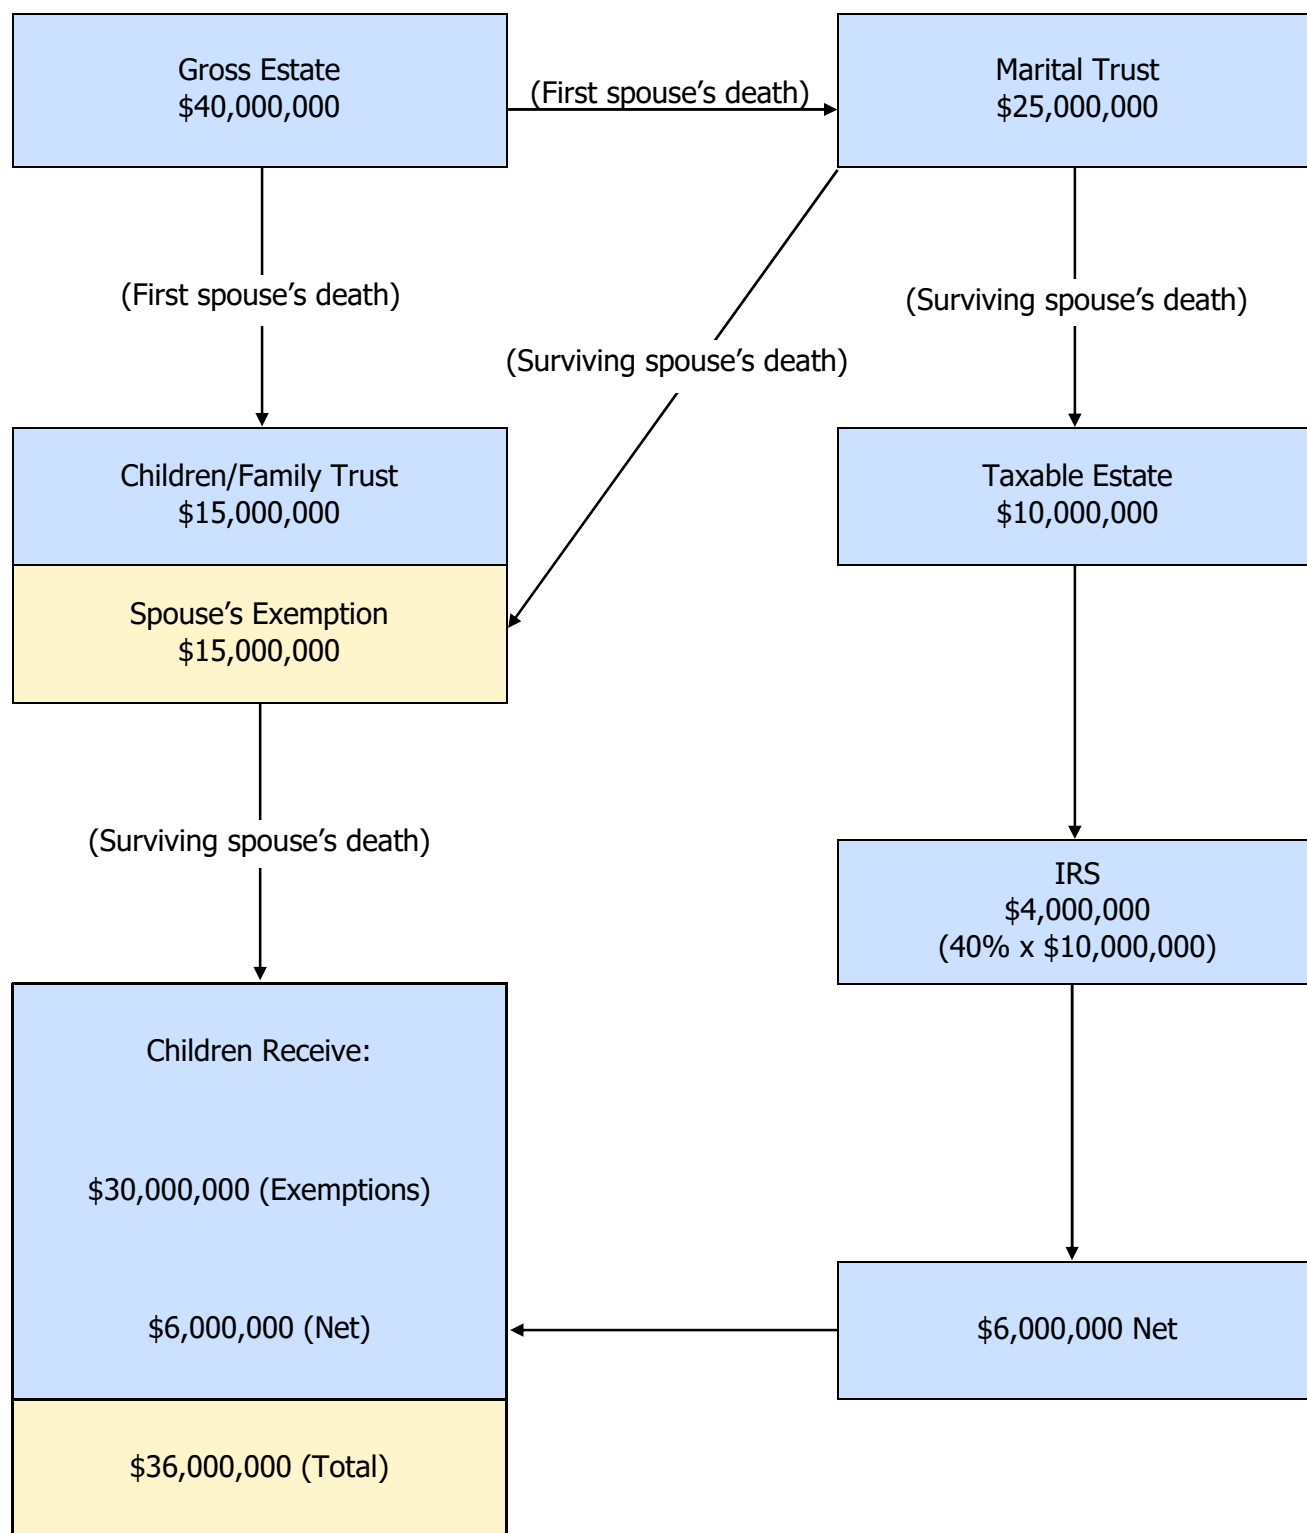 Gross Estate
$40,000,000
(First spouse’s death)
Marital Trust
$25,000,000
(First spouse’s death)
(Surviving spouse’s death)
(Surviving spouse’s death)
Children/Family Trust
$15,000,000
Taxable Estate
$10,000,000
Spouse’s Exemption
$15,000,000
(Surviving spouse’s death)
IRS
$4,000,000
(40% x $10,000,000)
Children Receive:
$30,000,000 (Exemptions)
$6,000,000 (Net)
$6,000,000 Net
$36,000,000 (Total)